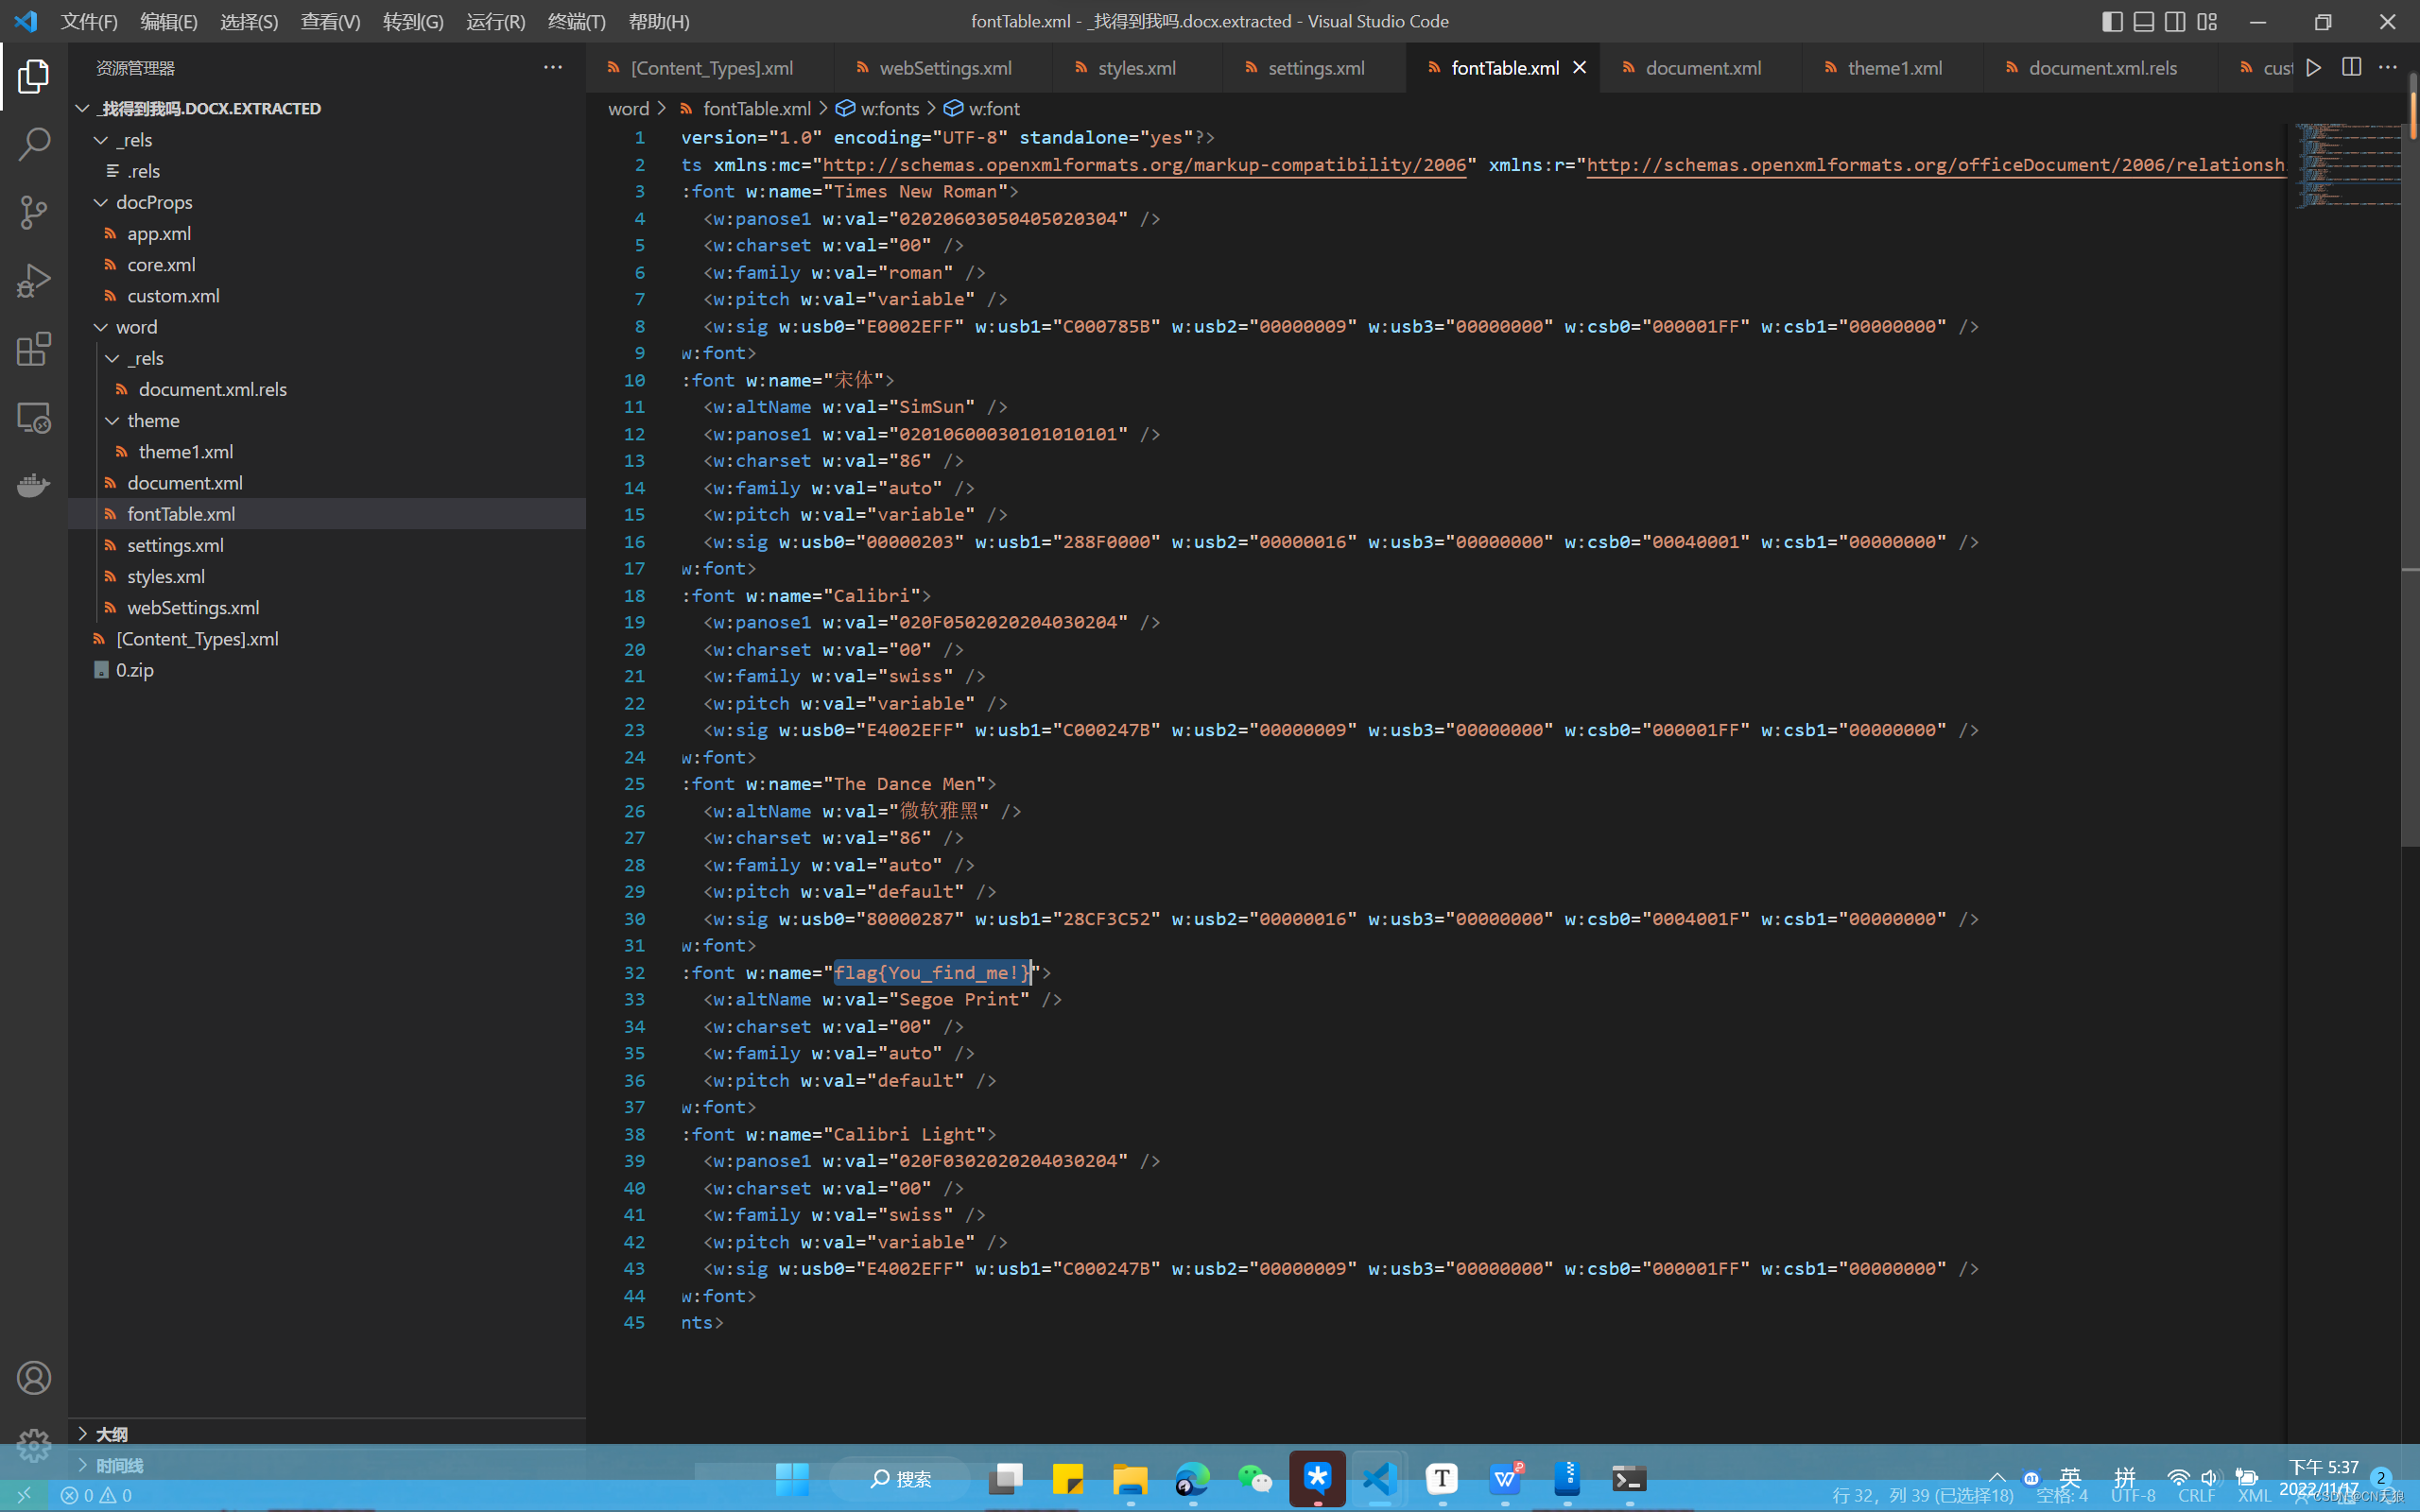 文件(F) 编辑(E) 选择(S) 查看(V) 转到(G) 运行(R) 终端(T) 帮助(H) fontTable.xml - _找得到我吗.docx.extracted - Visual Studio Code
资源管理器 ···
[Content_Types].xml webSettings.xml styles.xml settings.xml fontTable.xml document.xml theme1.xml document.xml.rels cust
_找得到我吗.DOCX.EXTRACTED
_rels
.rels
docProps
app.xml
core.xml
custom.xml
word
_rels
document.xml.rels
theme
theme1.xml
document.xml
fontTable.xml
settings.xml
styles.xml
webSettings.xml
[Content_Types].xml
0.zip
大纲
时间线
word > fontTable.xml > w:fonts > w:font
1 version="1.0" encoding="UTF-8" standalone="yes"?>
2 ts xmlns:mc="http://schemas.openxmlformats.org/markup-compatibility/2006" xmlns:r="http://schemas.openxmlformats.org/officeDocument/2006/relationsh
3 :font w:name="Times New Roman">
4 <w:panose1 w:val="02020603050405020304" />
5 <w:charset w:val="00" />
6 <w:family w:val="roman" />
7 <w:pitch w:val="variable" />
8 <w:sig w:usb0="E0002EFF" w:usb1="C000785B" w:usb2="00000009" w:usb3="00000000" w:csb0="000001FF" w:csb1="00000000" />
9 w:font>
10 :font w:name="宋体">
11 <w:altName w:val="SimSun" />
12 <w:panose1 w:val="02010600030101010101" />
13 <w:charset w:val="86" />
14 <w:family w:val="auto" />
15 <w:pitch w:val="variable" />
16 <w:sig w:usb0="00000203" w:usb1="288F0000" w:usb2="00000016" w:usb3="00000000" w:csb0="00040001" w:csb1="00000000" />
17 w:font>
18 :font w:name="Calibri">
19 <w:panose1 w:val="020F0502020204030204" />
20 <w:charset w:val="00" />
21 <w:family w:val="swiss" />
22 <w:pitch w:val="variable" />
23 <w:sig w:usb0="E4002EFF" w:usb1="C000247B" w:usb2="00000009" w:usb3="00000000" w:csb0="000001FF" w:csb1="00000000" />
24 w:font>
25 :font w:name="The Dance Men">
26 <w:altName w:val="微软雅黑" />
27 <w:charset w:val="86" />
28 <w:family w:val="auto" />
29 <w:pitch w:val="default" />
30 <w:sig w:usb0="80000287" w:usb1="28CF3C52" w:usb2="00000016" w:usb3="00000000" w:csb0="0004001F" w:csb1="00000000" />
31 w:font>
32 :font w:name="flag{You_find_me!}">
33 <w:altName w:val="Segoe Print" />
34 <w:charset w:val="00" />
35 <w:family w:val="auto" />
36 <w:pitch w:val="default" />
37 w:font>
38 :font w:name="Calibri Light">
39 <w:panose1 w:val="020F0302020204030204" />
40 <w:charset w:val="00" />
41 <w:family w:val="swiss" />
42 <w:pitch w:val="variable" />
43 <w:sig w:usb0="E4002EFF" w:usb1="C000247B" w:usb2="00000009" w:usb3="00000000" w:csb0="000001FF" w:csb1="00000000" />
44 w:font>
45 nts>
搜索 英 拼 下午 5:37 2
2022/11/17
0 0 行 32, 列 39 (已选择18) 空格: 4 UTF-8 CRLF XML
CSDN @CN天狼